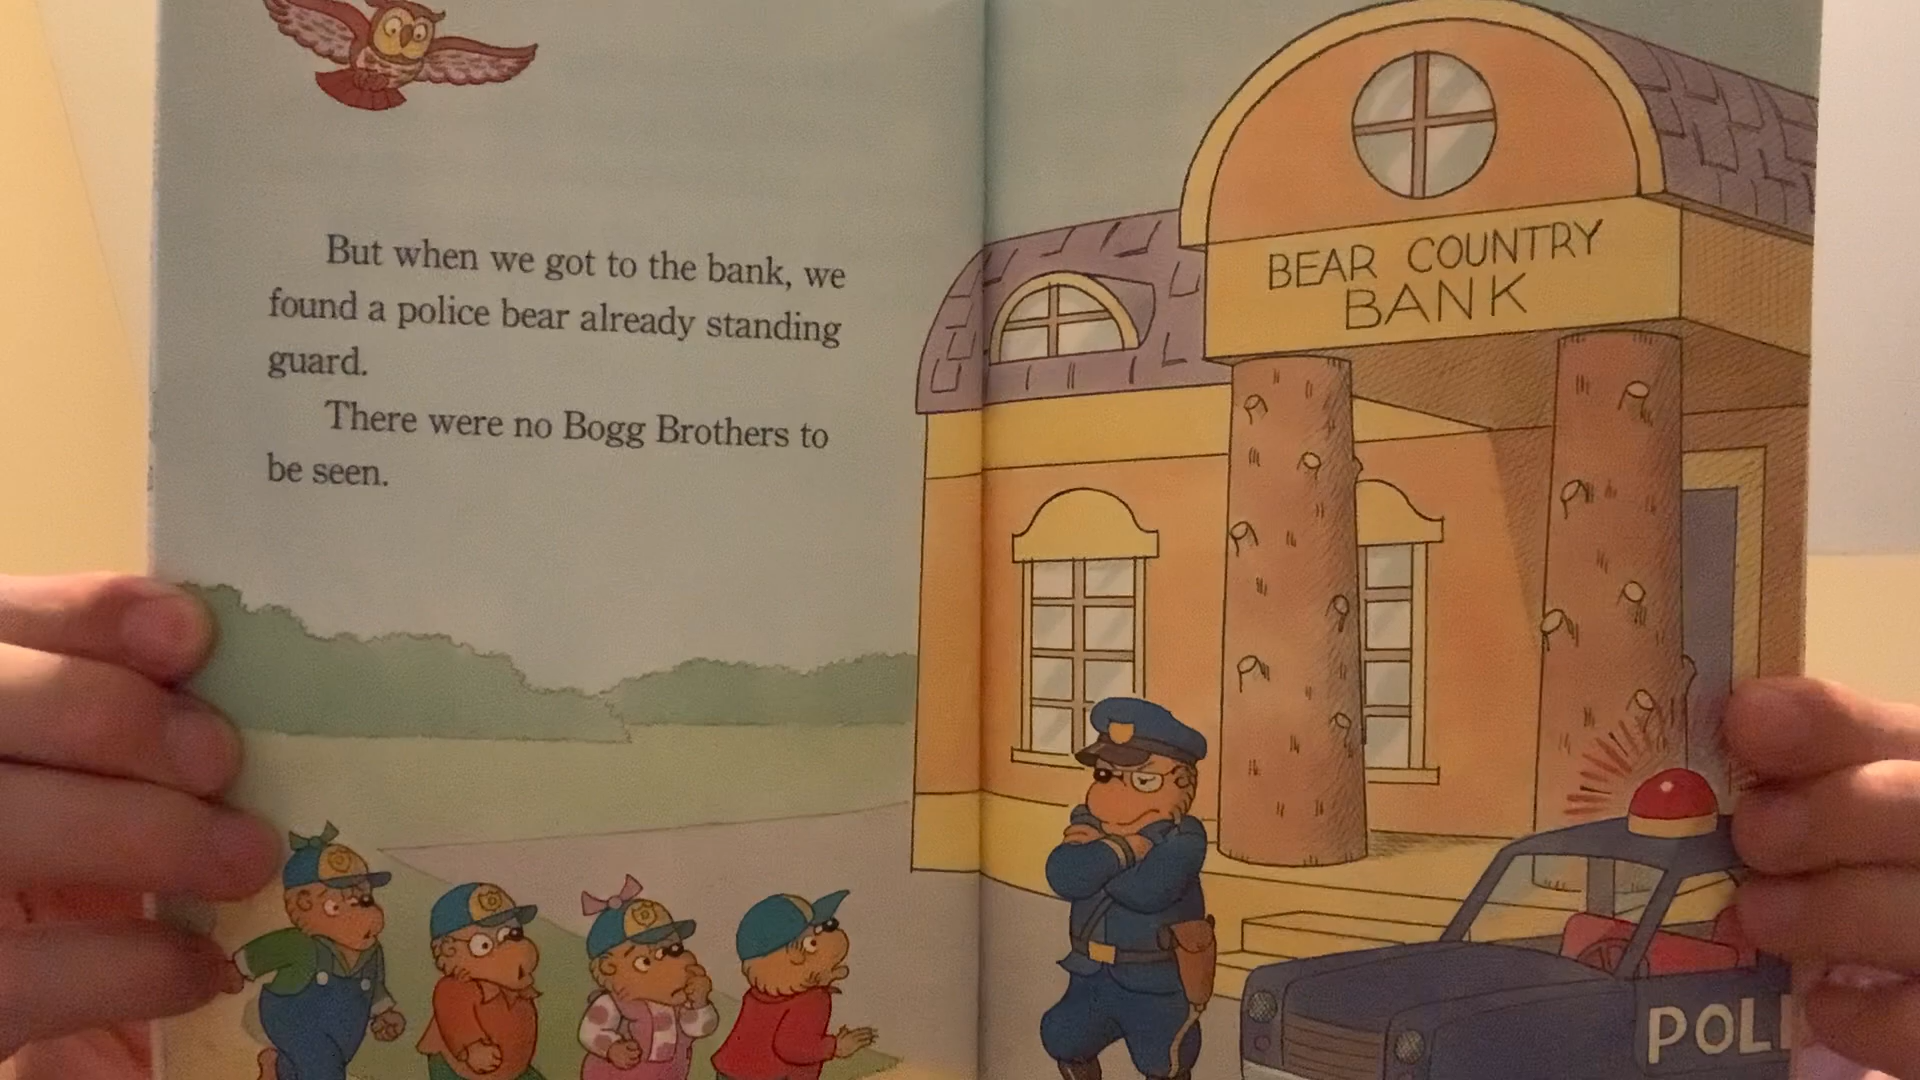 But when we got to the bank, we
found a police bear already standing
guard.
There were no Bogg Brothers to
be seen.
BEAR COUNTRY
BANK
POLI